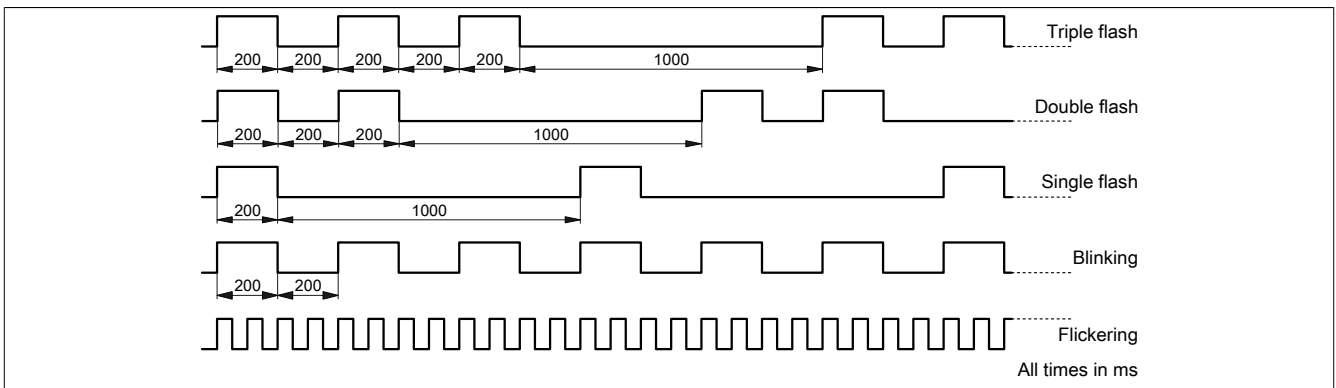 Triple flash
200 200 200 200 200 1000
Double flash
200 200 200 1000
Single flash
200 1000
Blinking
200 200
Flickering
All times in ms